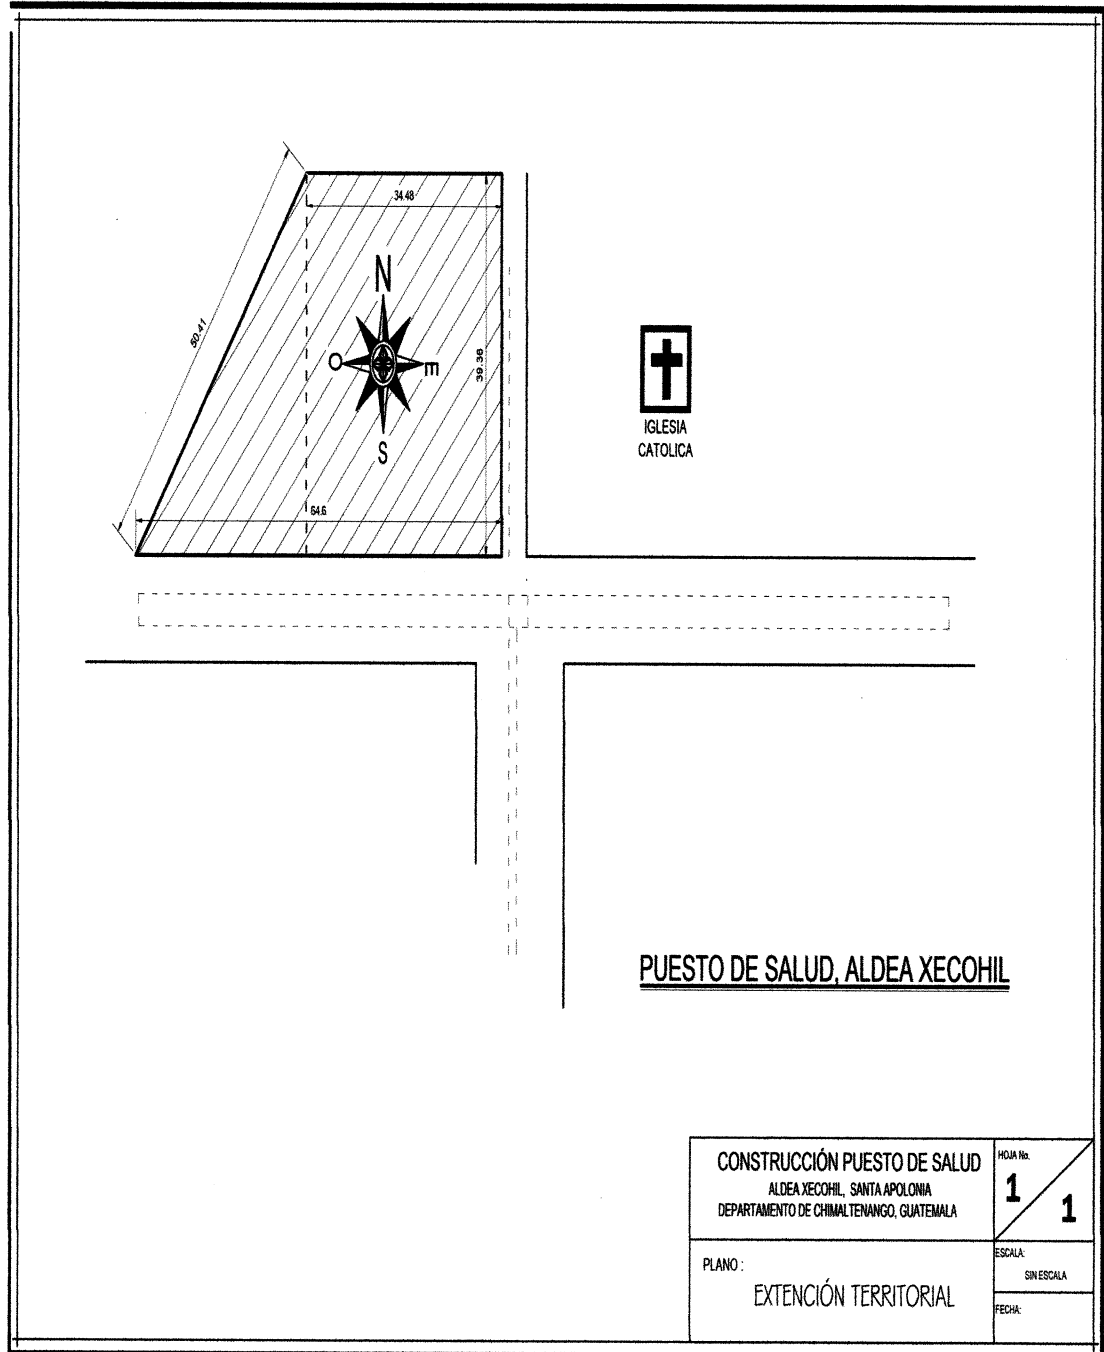 34.48
50.41
N
O
E
39.36
S
64.6
IGLESIA
CATOLICA
PUESTO DE SALUD, ALDEA XECOHIL
CONSTRUCCIÓN PUESTO DE SALUD
ALDEA XECOHIL, SANTA APOLONIA
DEPARTAMENTO DE CHIMALTENANGO, GUATEMALA
HOJA No.
1
1
PLANO :
EXTENCIÓN TERRITORIAL
ESCALA:
SIN ESCALA
FECHA: